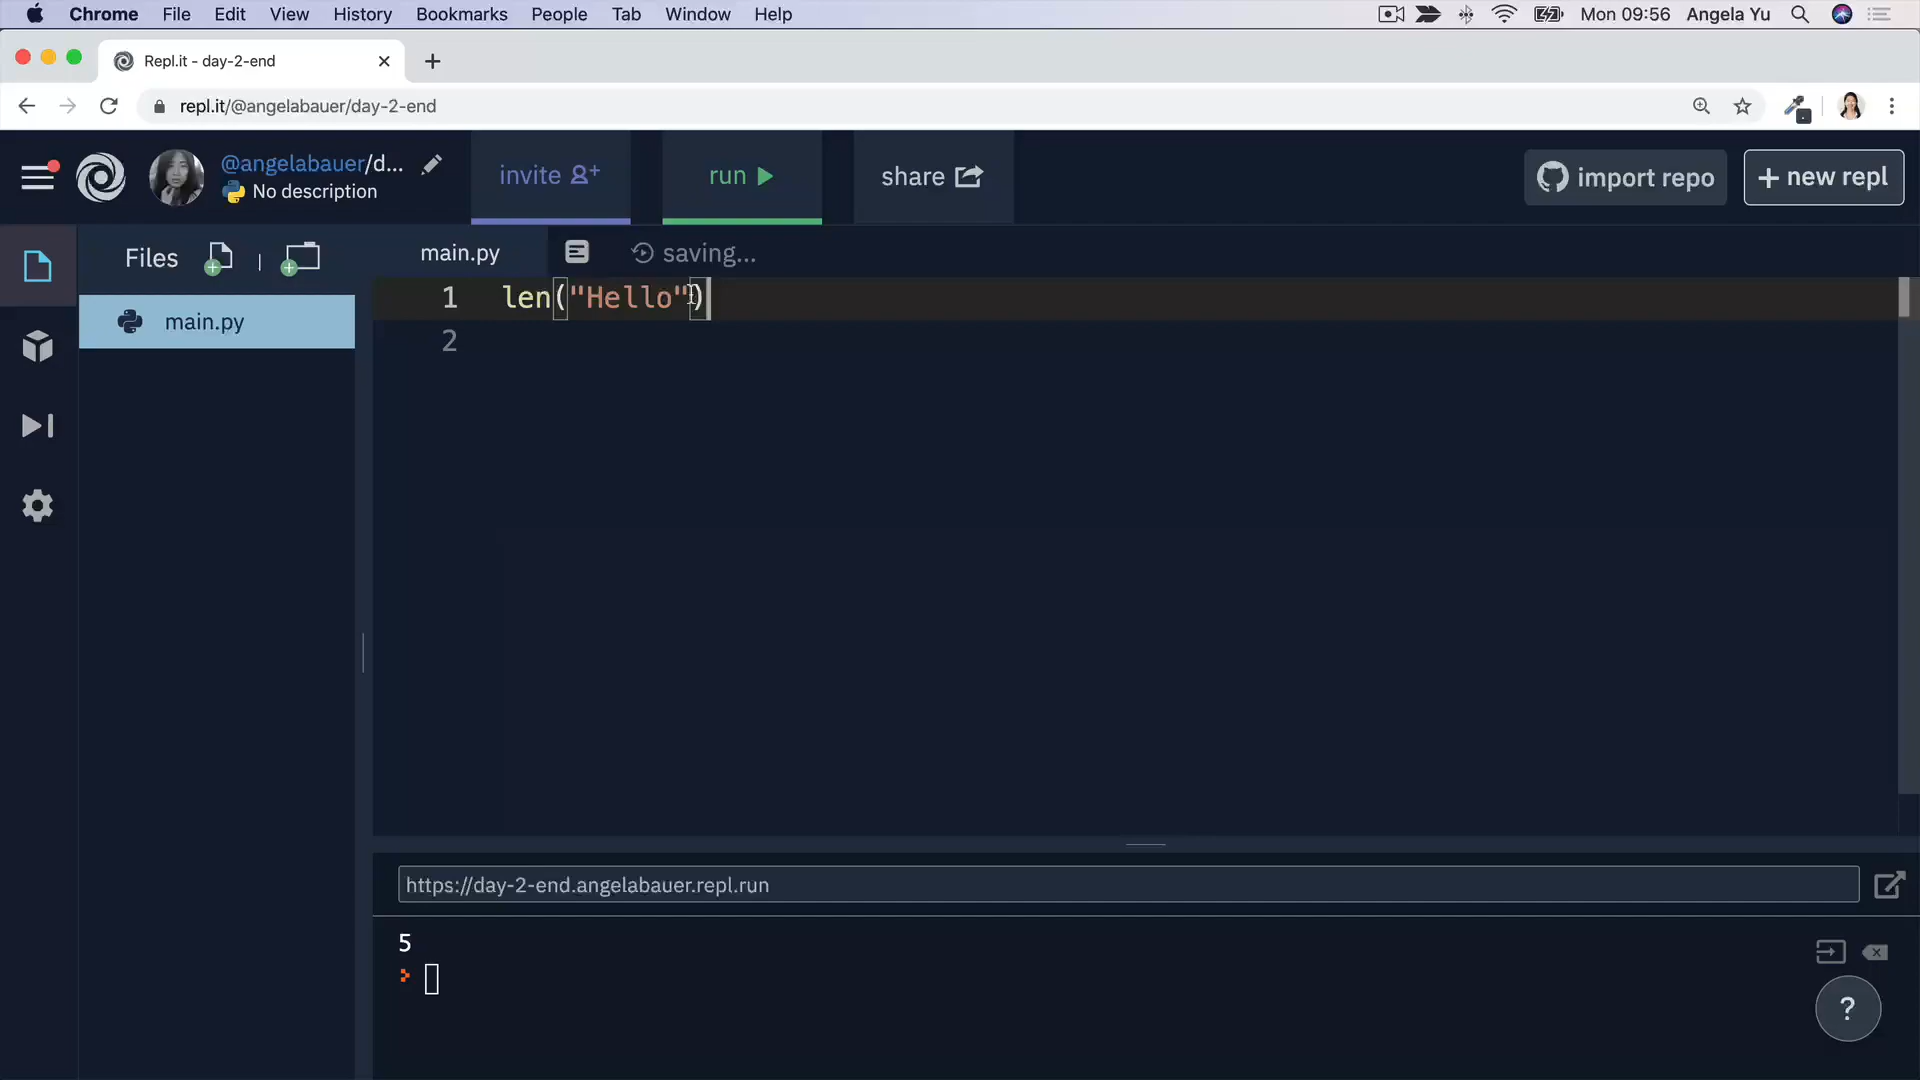 Chrome File Edit View History Bookmarks People Tab Window Help Mon 09:56 Angela Yu
Repl.it - day-2-end
repl.it/@angelabauer/day-2-end
@angelabauer/d...
No description
invite
run
share
import repo
+ new repl
Files
main.py
saving...
main.py
1 len("Hello")
2
https://day-2-end.angelabauer.repl.run
5
?